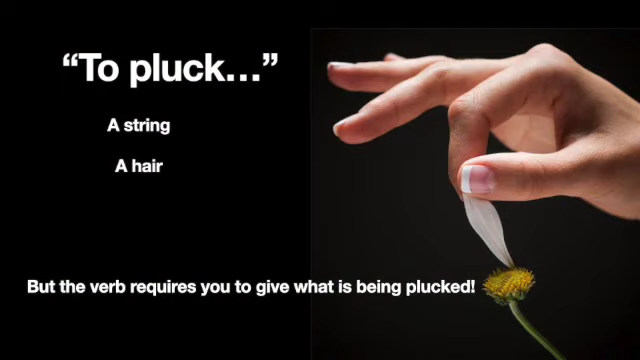 “To pluck…”
A string
A hair
But the verb requires you to give what is being plucked!